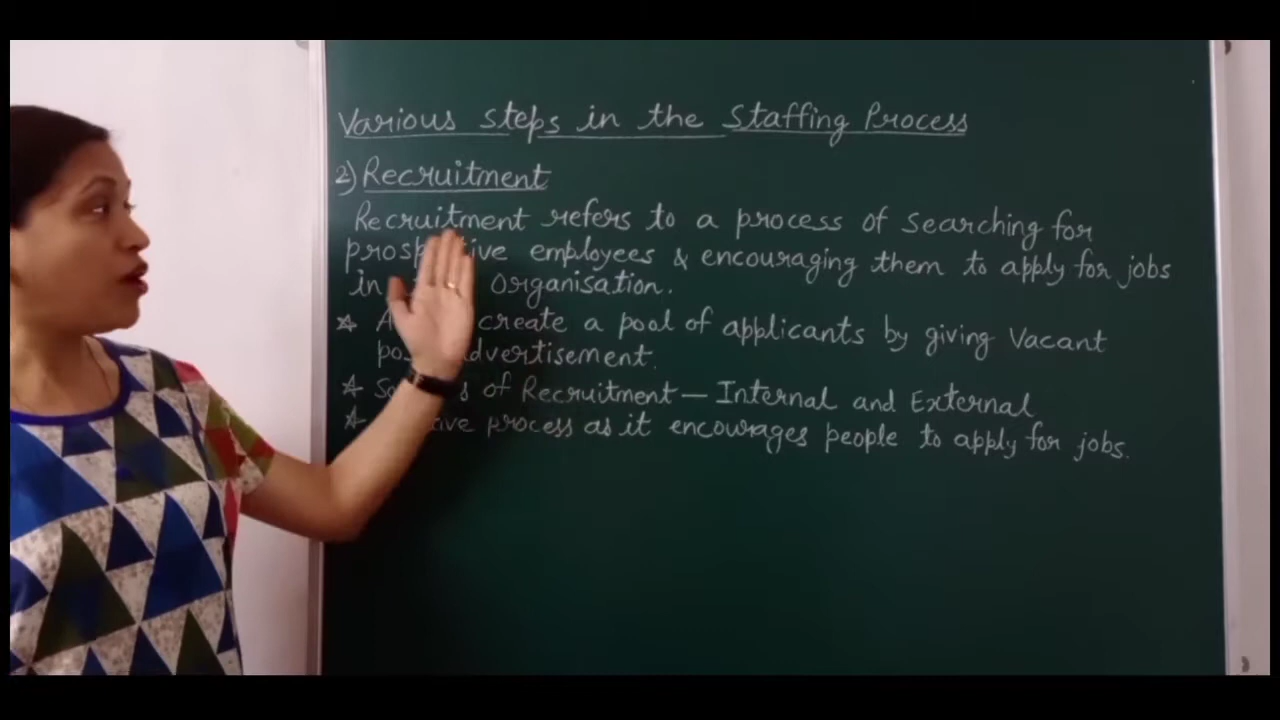 Various steps in the Staffing Process
2) Recruitment
Recruitment refers to a process of searching for
employees & encouraging them to apply for jobs
in Organisation.
create a pool of applicants by giving Vacant
advertisement.
of Recruitment — Internal and External
process as it encourages people to apply for jobs.